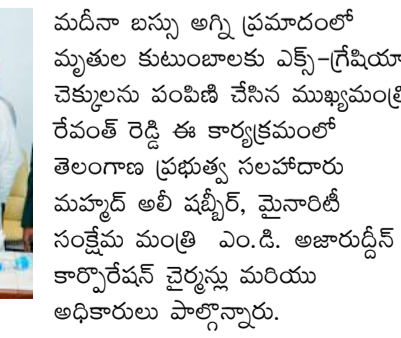 మదీనా బస్సు అగ్ని ప్రమాదంలో
మృతుల కుటుంబాలకు ఎక్స్-గ్రేషియా
చెక్కులను పంపిణి చేసిన ముఖ్యమంత్రి
రేవంత్ రెడ్డి ఈ కార్యక్రమంలో
తెలంగాణ ప్రభుత్వ సలహాదారు
మహ్మద్ అలీ షబ్బీర్, మైనారిటీ
సంక్షేమ మంత్రి ఎం.డి. అజారుద్దీన్
కార్పొరేషన్ చైర్మన్లు మరియు
అధికారులు పాల్గొన్నారు.